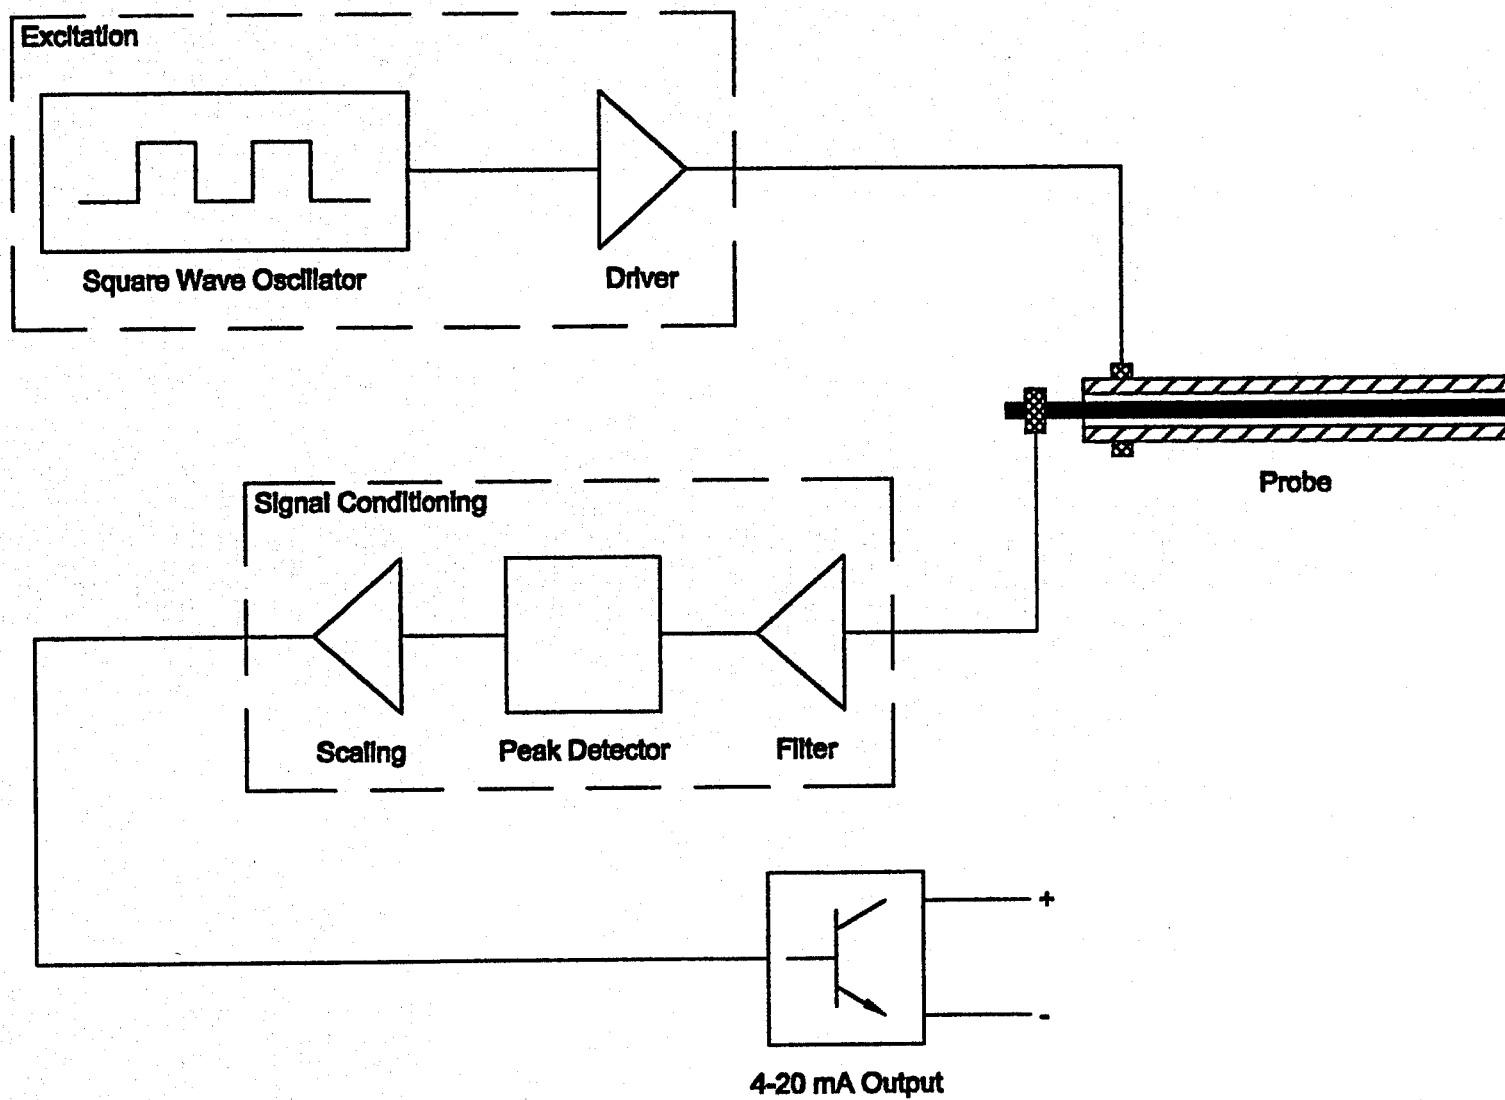 Excitation
Square Wave Oscillator
Driver
Probe
Signal Conditioning
Scaling
Peak Detector
Filter
+
-
4-20 mA Output